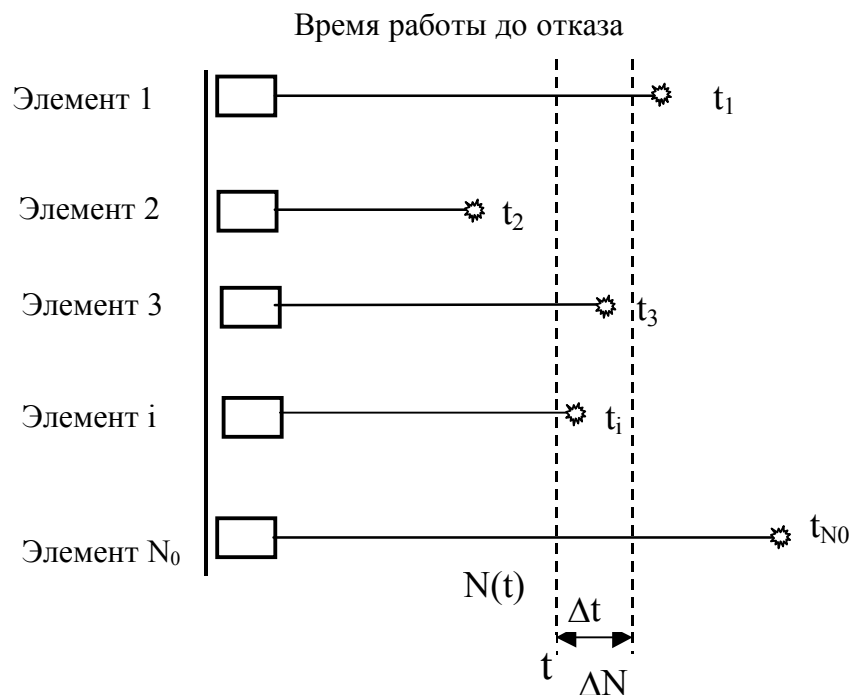 Время работы до отказа
Элемент 1
t₁
Элемент 2
t₂
Элемент 3
t₃
Элемент i
tᵢ
Элемент N₀
t_N0
N(t)
Δt
t
ΔN